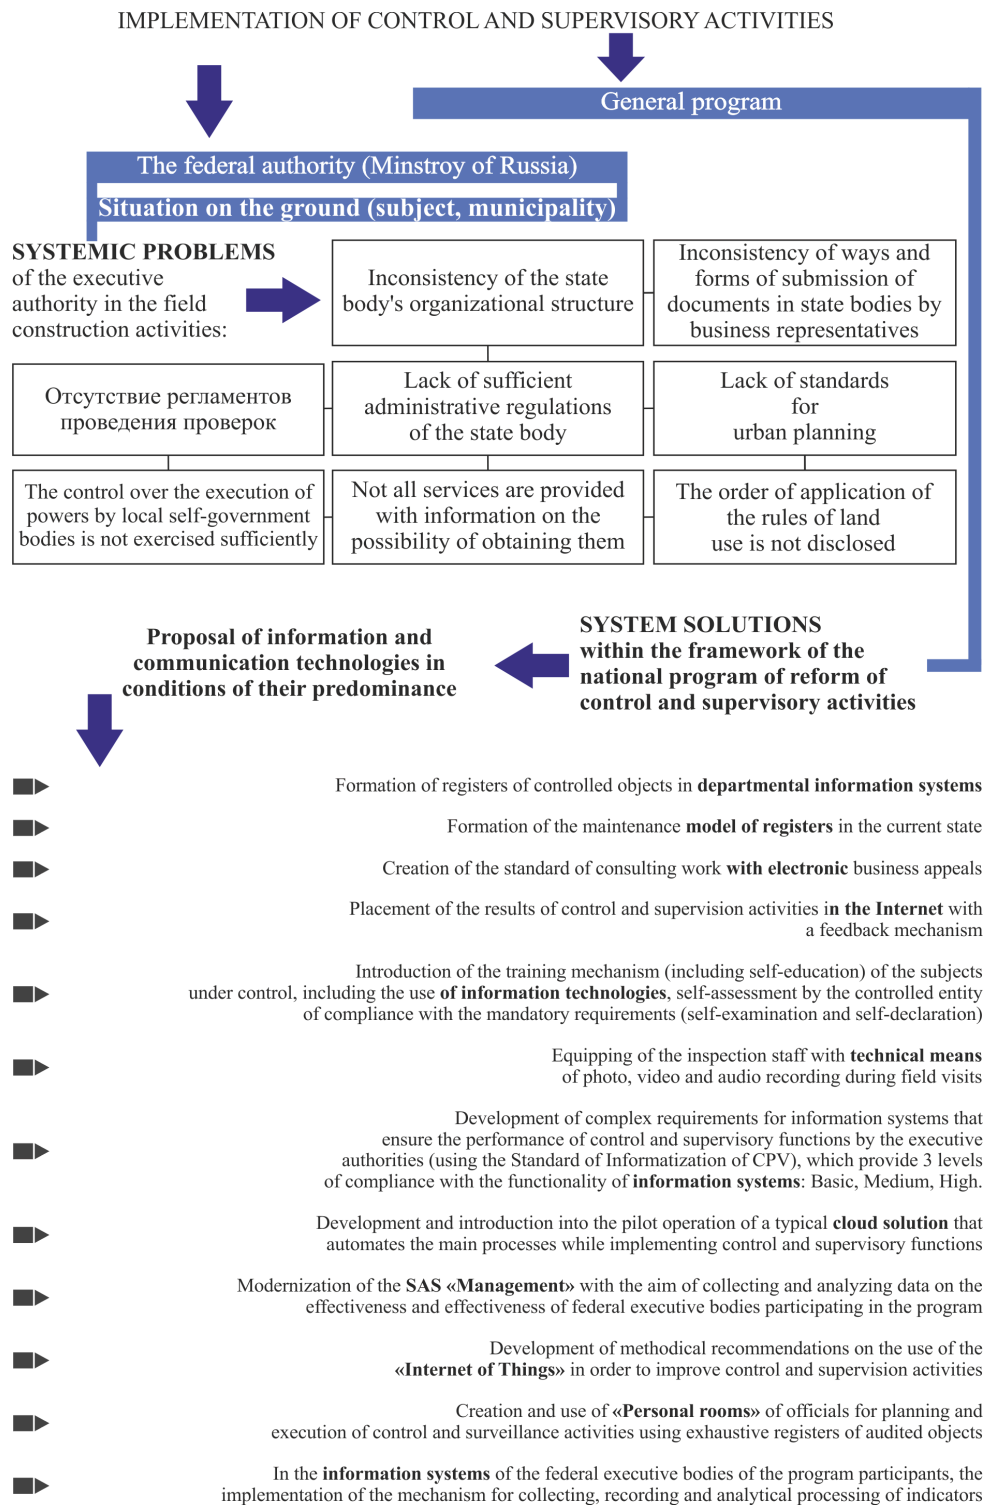 IMPLEMENTATION OF CONTROL AND SUPERVISORY ACTIVITIES
General program
The federal authority (Minstroy of Russia)
Situation on the ground (subject, municipality)
SYSTEMIC PROBLEMS
of the executive
authority in the field
construction activities:
Inconsistency of the state
body's organizational structure
Inconsistency of ways and
forms of submission of
documents in state bodies by
business representatives
Отсутствие регламентов
проведения проверок
Lack of sufficient
administrative regulations
of the state body
Lack of standards
for
urban planning
The control over the execution of
powers by local self-government
bodies is not exercised sufficiently
Not all services are provided
with information on the
possibility of obtaining them
The order of application of
the rules of land
use is not disclosed
SYSTEM SOLUTIONS
within the framework of the
national program of reform of
control and supervisory activities
Proposal of information and
communication technologies in
conditions of their predominance
Formation of registers of controlled objects in departmental information systems
Formation of the maintenance model of registers in the current state
Creation of the standard of consulting work with electronic business appeals
Placement of the results of control and supervision activities in the Internet with
a feedback mechanism
Introduction of the training mechanism (including self-education) of the subjects
under control, including the use of information technologies, self-assessment by the controlled entity
of compliance with the mandatory requirements (self-examination and self-declaration)
Equipping of the inspection staff with technical means
of photo, video and audio recording during field visits
Development of complex requirements for information systems that
ensure the performance of control and supervisory functions by the executive
authorities (using the Standard of Informatization of CPV), which provide 3 levels
of compliance with the functionality of information systems: Basic, Medium, High.
Development and introduction into the pilot operation of a typical cloud solution that
automates the main processes while implementing control and supervisory functions
Modernization of the SAS «Management» with the aim of collecting and analyzing data on the
effectiveness and effectiveness of federal executive bodies participating in the program
Development of methodical recommendations on the use of the
«Internet of Things» in order to improve control and supervision activities
Creation and use of «Personal rooms» of officials for planning and
execution of control and surveillance activities using exhaustive registers of audited objects
In the information systems of the federal executive bodies of the program participants, the
implementation of the mechanism for collecting, recording and analytical processing of indicators